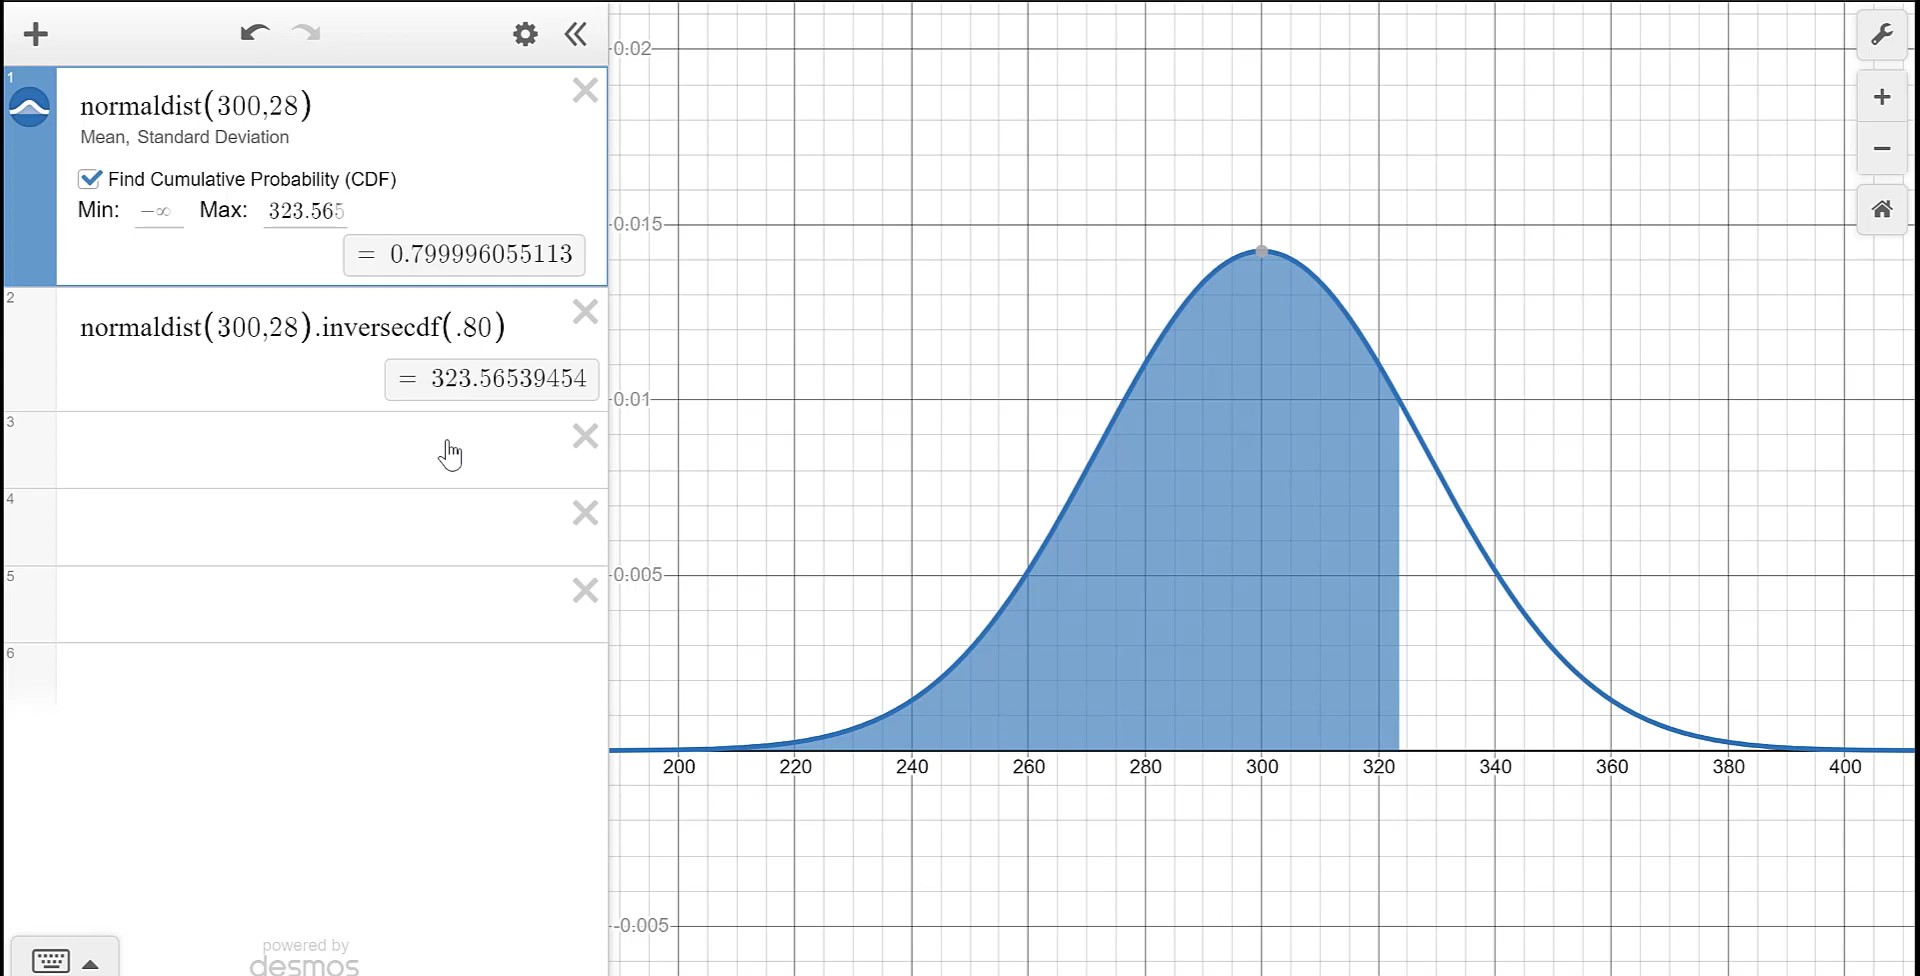 1
normaldist(300,28)
Mean, Standard Deviation
Find Cumulative Probability (CDF)
Min: −∞ Max: 323.565
= 0.799996055113
2
normaldist(300,28).inversecdf(.80)
= 323.56539454
3
4
5
6
powered by
desmos
0.02
0.015
0.01
0.005
200 220 240 260 280 300 320 340 360 380 400
-0.005